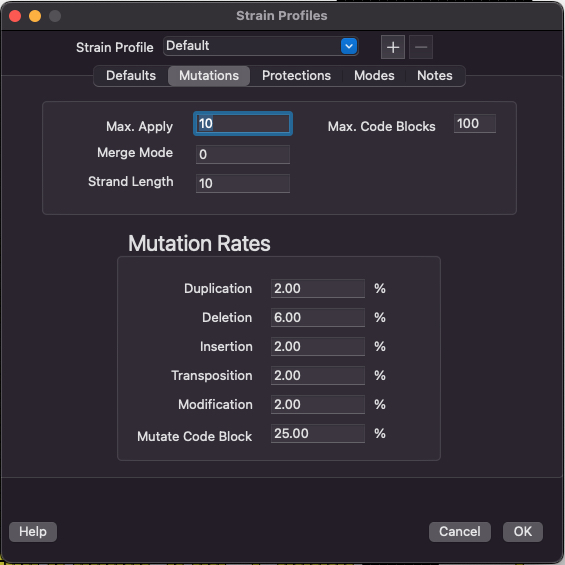 Strain Profiles
Strain Profile Default + −
Defaults Mutations Protections Modes Notes
Max. Apply 10 Max. Code Blocks 100
Merge Mode 0
Strand Length 10
Mutation Rates
Duplication 2.00 %
Deletion 6.00 %
Insertion 2.00 %
Transposition 2.00 %
Modification 2.00 %
Mutate Code Block 25.00 %
Help Cancel OK